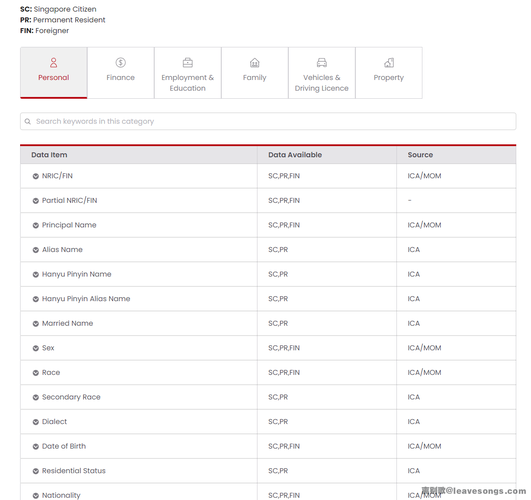 SC: Singapore Citizen
PR: Permanent Resident
FIN: Foreigner
Personal
Finance
Employment &
Education
Family
Vehicles &
Driving Licence
Property
Search keywords in this category
Data Item Data Available Source
NRIC/FIN SC,PR,FIN ICA/MOM
Partial NRIC/FIN SC,PR,FIN -
Principal Name SC,PR,FIN ICA/MOM
Alias Name SC,PR ICA
Hanyu Pinyin Name SC,PR ICA
Hanyu Pinyin Alias Name SC,PR ICA
Married Name SC,PR ICA
Sex SC,PR,FIN ICA/MOM
Race SC,PR,FIN ICA/MOM
Secondary Race SC,PR ICA
Dialect SC,PR ICA
Date of Birth SC,PR,FIN ICA/MOM
Residential Status SC,PR ICA
Nationality SC,PR,FIN ICA/MOM
离别歌@leavesongs.com